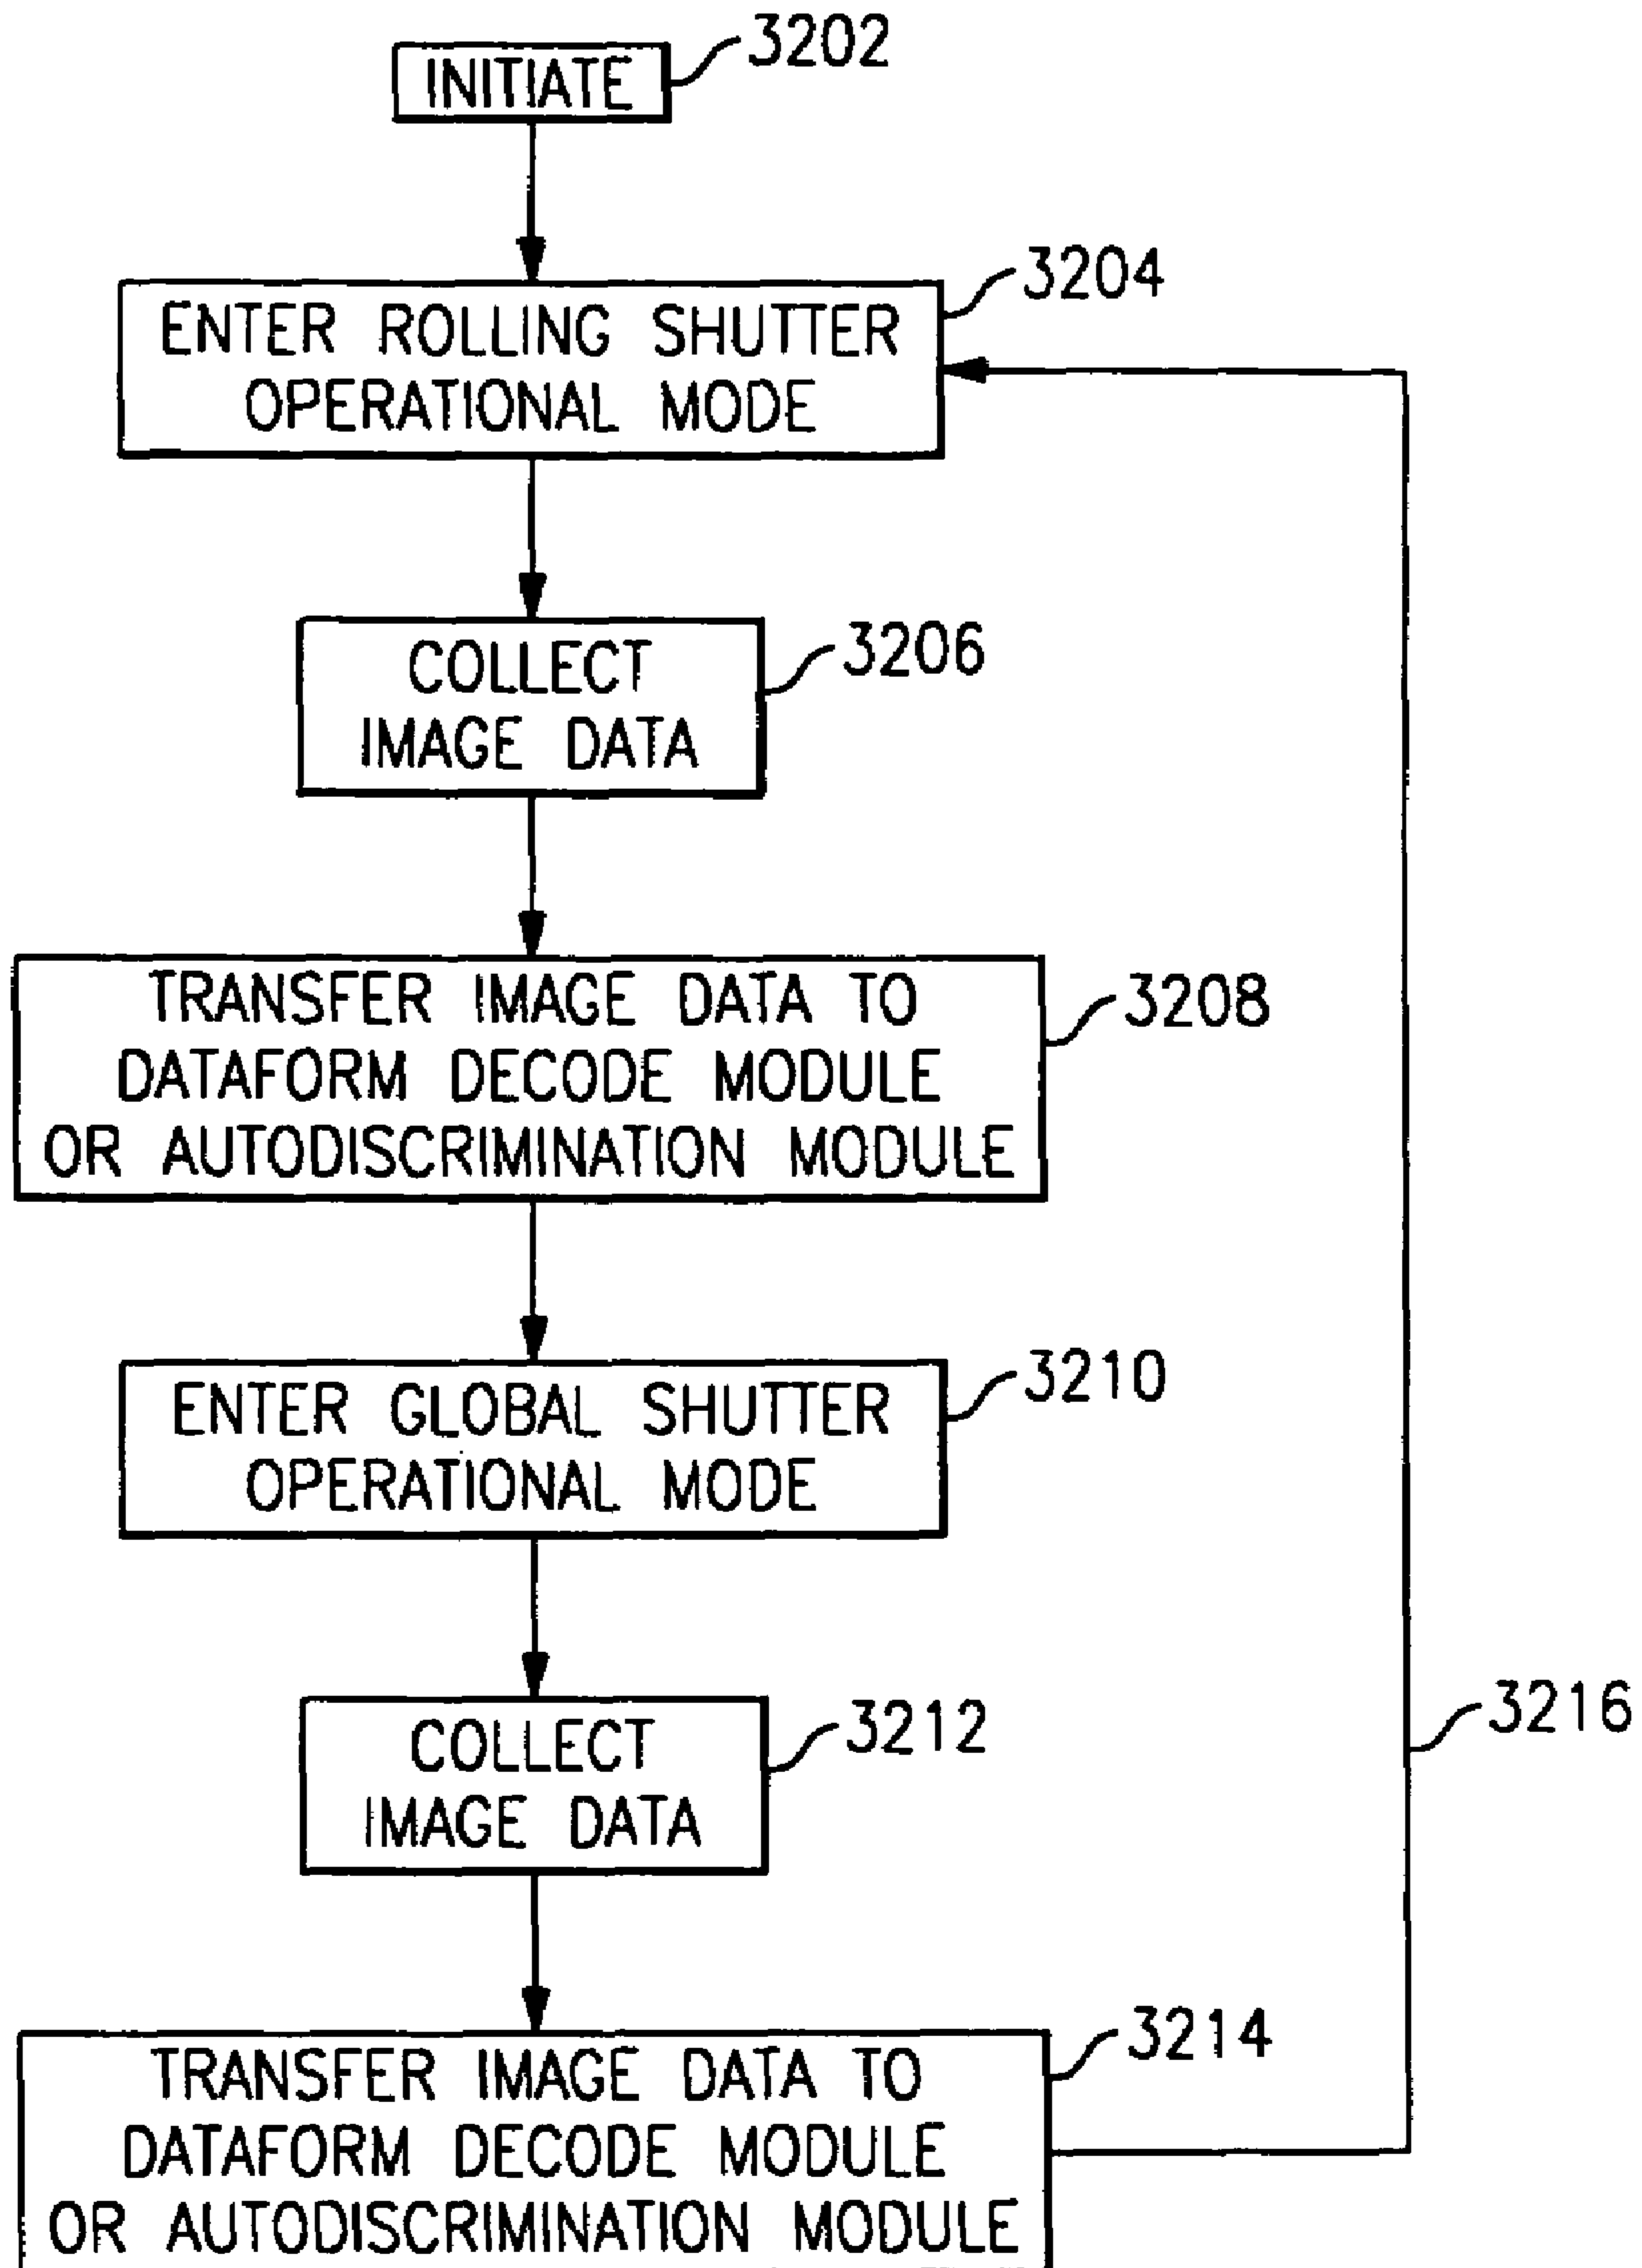 INITIATE
3202
ENTER ROLLING SHUTTER
OPERATIONAL MODE
3204
COLLECT
IMAGE DATA
3206
TRANSFER IMAGE DATA TO
DATAFORM DECODE MODULE
OR AUTODISCRIMINATION MODULE
3208
ENTER GLOBAL SHUTTER
OPERATIONAL MODE
3210
COLLECT
IMAGE DATA
3212
3216
TRANSFER IMAGE DATA TO
DATAFORM DECODE MODULE
OR AUTODISCRIMINATION MODULE
3214